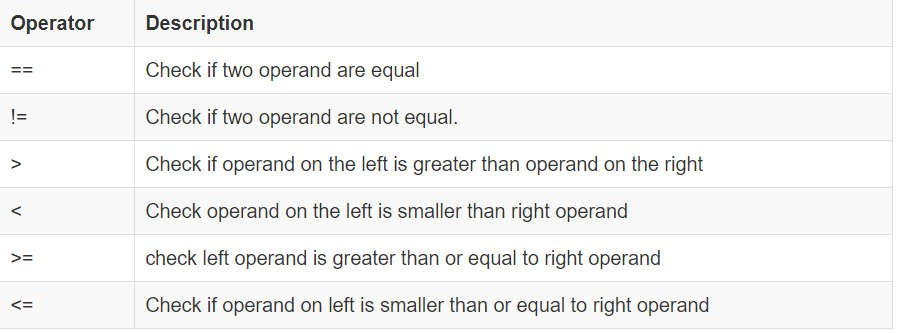 Operator Description
== Check if two operand are equal
!= Check if two operand are not equal.
> Check if operand on the left is greater than operand on the right
< Check operand on the left is smaller than right operand
>= check left operand is greater than or equal to right operand
<= Check if operand on left is smaller than or equal to right operand